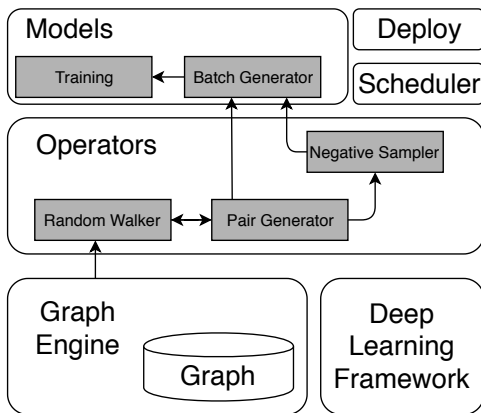 Models
Training
Batch Generator
Deploy
Scheduler
Operators
Negative Sampler
Random Walker
Pair Generator
Graph
Engine
Graph
Deep
Learning
Framework